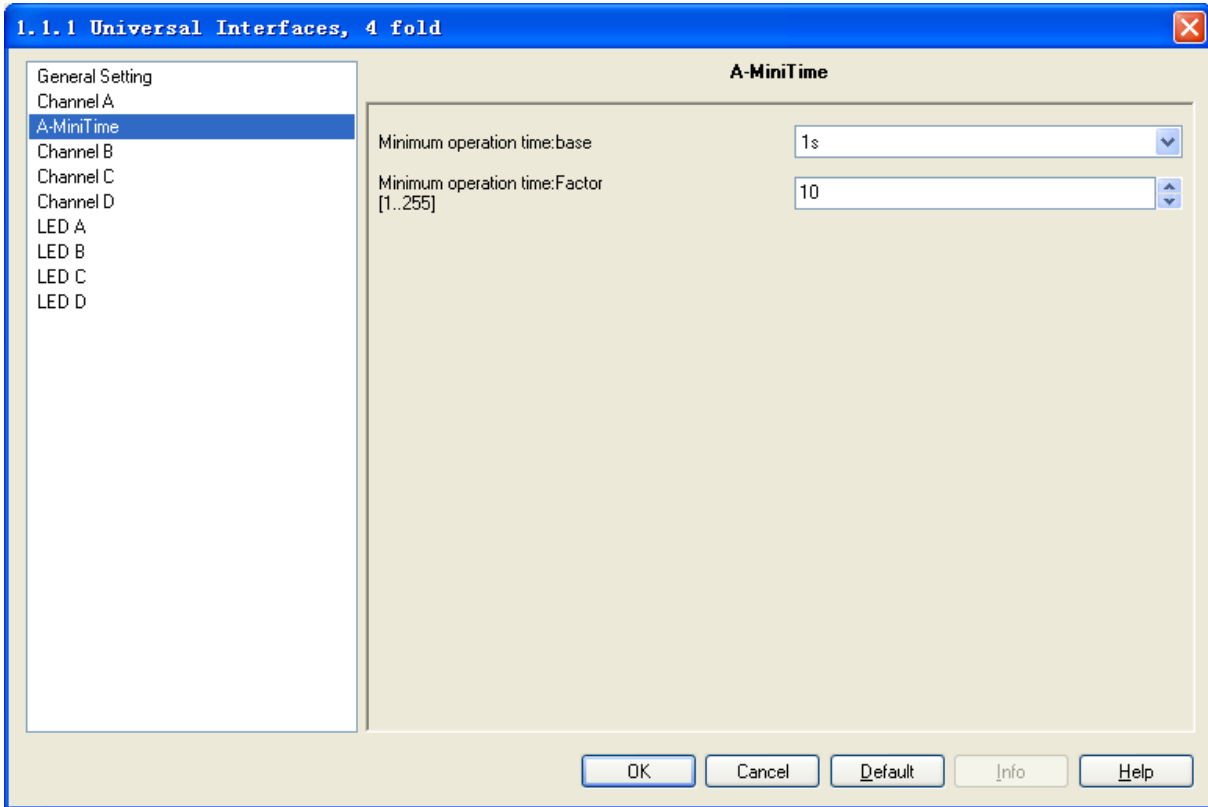 1.1.1 Universal Interfaces, 4 fold
General Setting
Channel A
A-MiniTime
Channel B
Channel C
Channel D
LED A
LED B
LED C
LED D
A-MiniTime
Minimum operation time:base
1s
Minimum operation time:Factor
[1..255]
10
OK
Cancel
Default
Info
Help